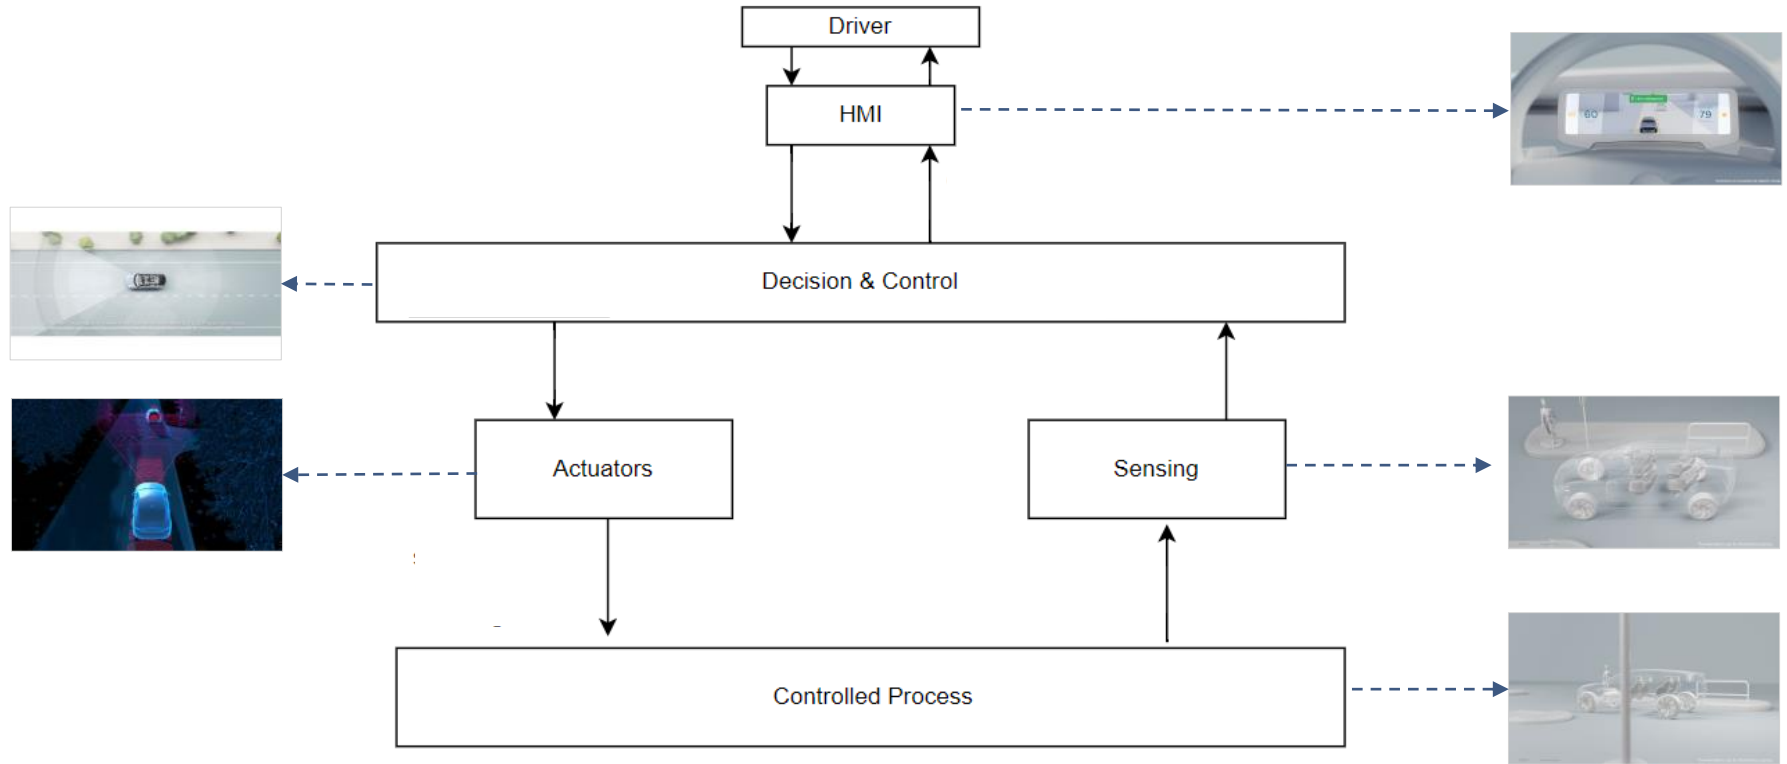 Driver
HMI
60
79
Decision & Control
Actuators
Sensing
Controlled Process